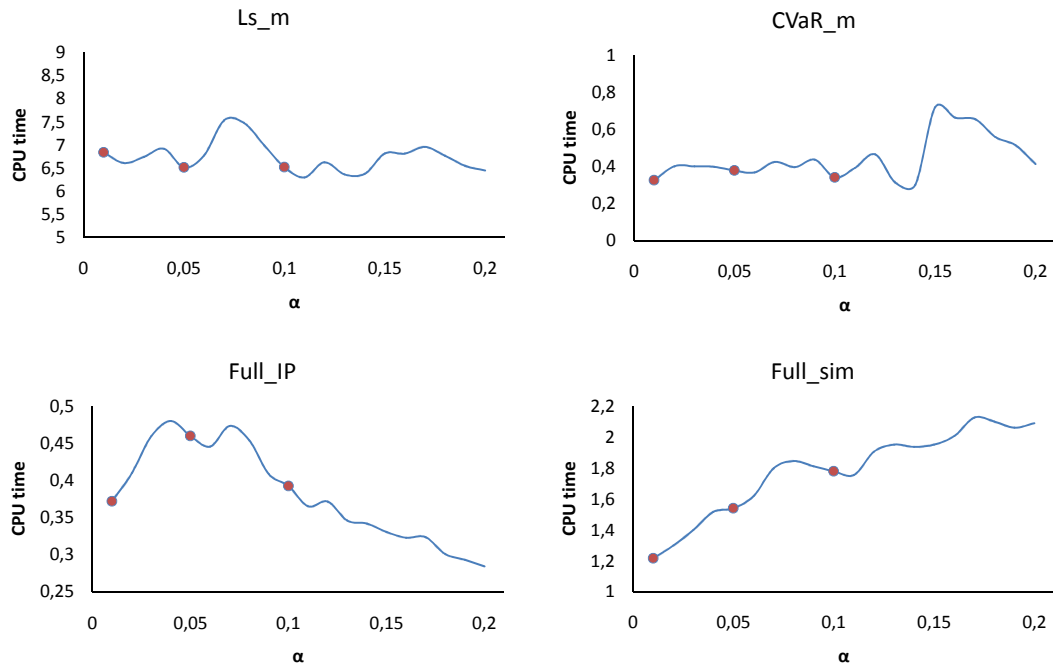 Ls_m
9
8,5
8
7,5
7
6,5
6
5,5
5
CPU time
0 0,05 0,1 0,15 0,2
α
CVaR_m
1
0,8
0,6
0,4
0,2
0
CPU time
0 0,05 0,1 0,15 0,2
α
Full_IP
0,5
0,45
0,4
0,35
0,3
0,25
CPU time
0 0,05 0,1 0,15 0,2
α
Full_sim
2,2
2
1,8
1,6
1,4
1,2
1
CPU time
0 0,05 0,1 0,15 0,2
α